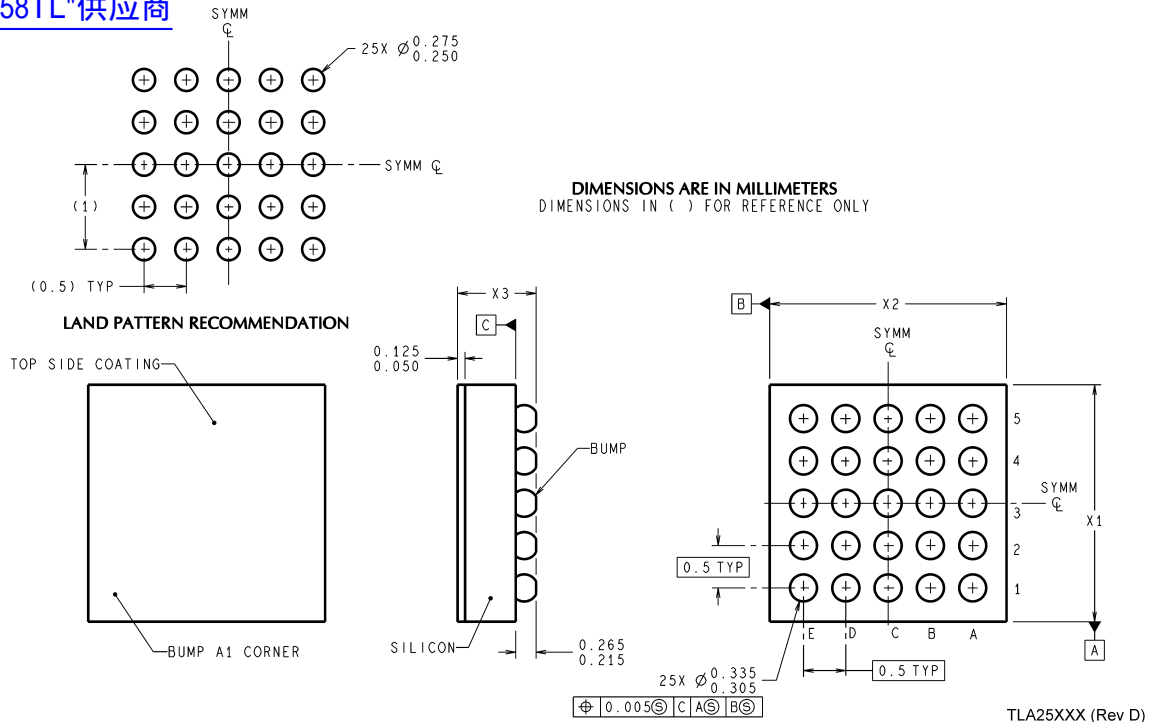 58TL"供应商
SYMM
℄
25X ⌀ 0.275
0.250
SYMM ℄
(1)
(0.5) TYP
LAND PATTERN RECOMMENDATION
DIMENSIONS ARE IN MILLIMETERS
DIMENSIONS IN ( ) FOR REFERENCE ONLY
TOP SIDE COATING
BUMP A1 CORNER
X3
C
0.125
0.050
BUMP
SILICON
0.265
0.215
B
X2
SYMM
℄
5
4
SYMM
℄
3
X1
2
0.5 TYP
1
E D C B A
A
0.5 TYP
25X ⌀ 0.335
0.305
⌖ 0.005Ⓢ C AⓈ BⓈ
TLA25XXX (Rev D)